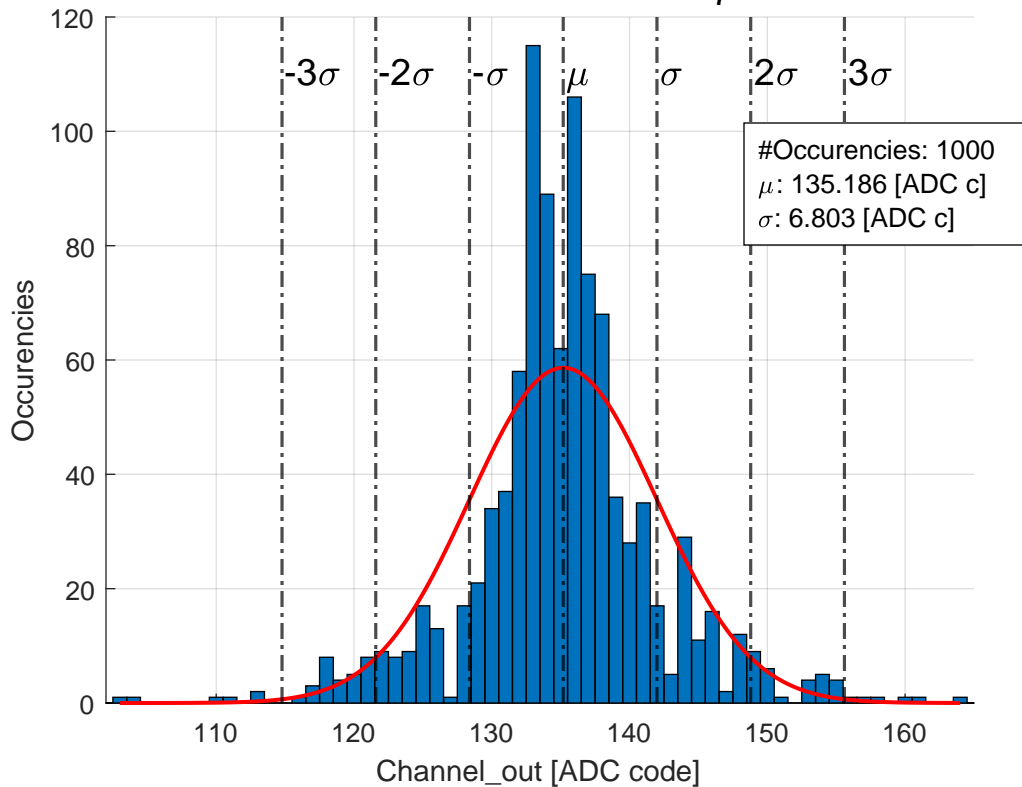 120
100
80
60
40
20
0
Occurencies
-3σ
-2σ
-σ
μ
σ
2σ
3σ
#Occurencies: 1000
μ: 135.186 [ADC c]
σ: 6.803 [ADC c]
110
120
130
140
150
160
Channel_out [ADC code]